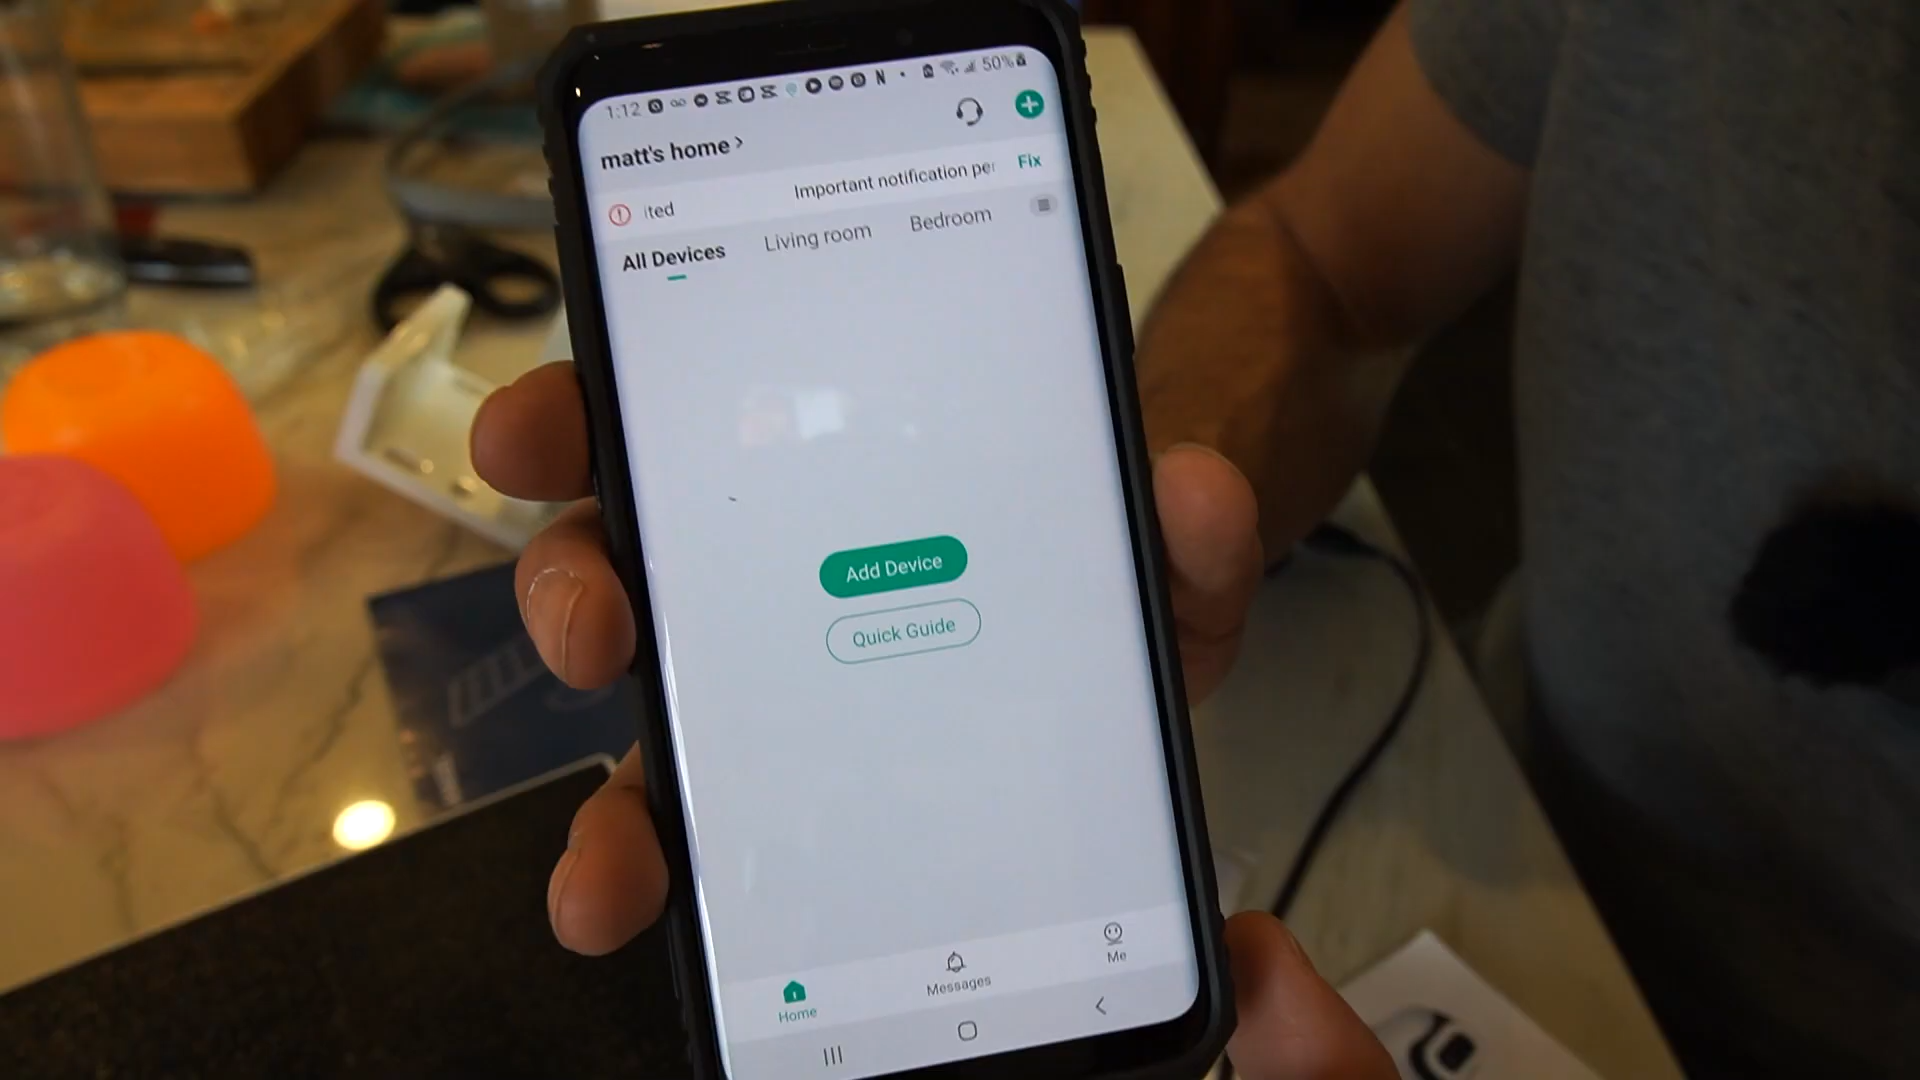 1:12 N 50%
matt's home >
Important notification per Fix
ited
All Devices Living room Bedroom
Add Device
Quick Guide
Home Messages Me